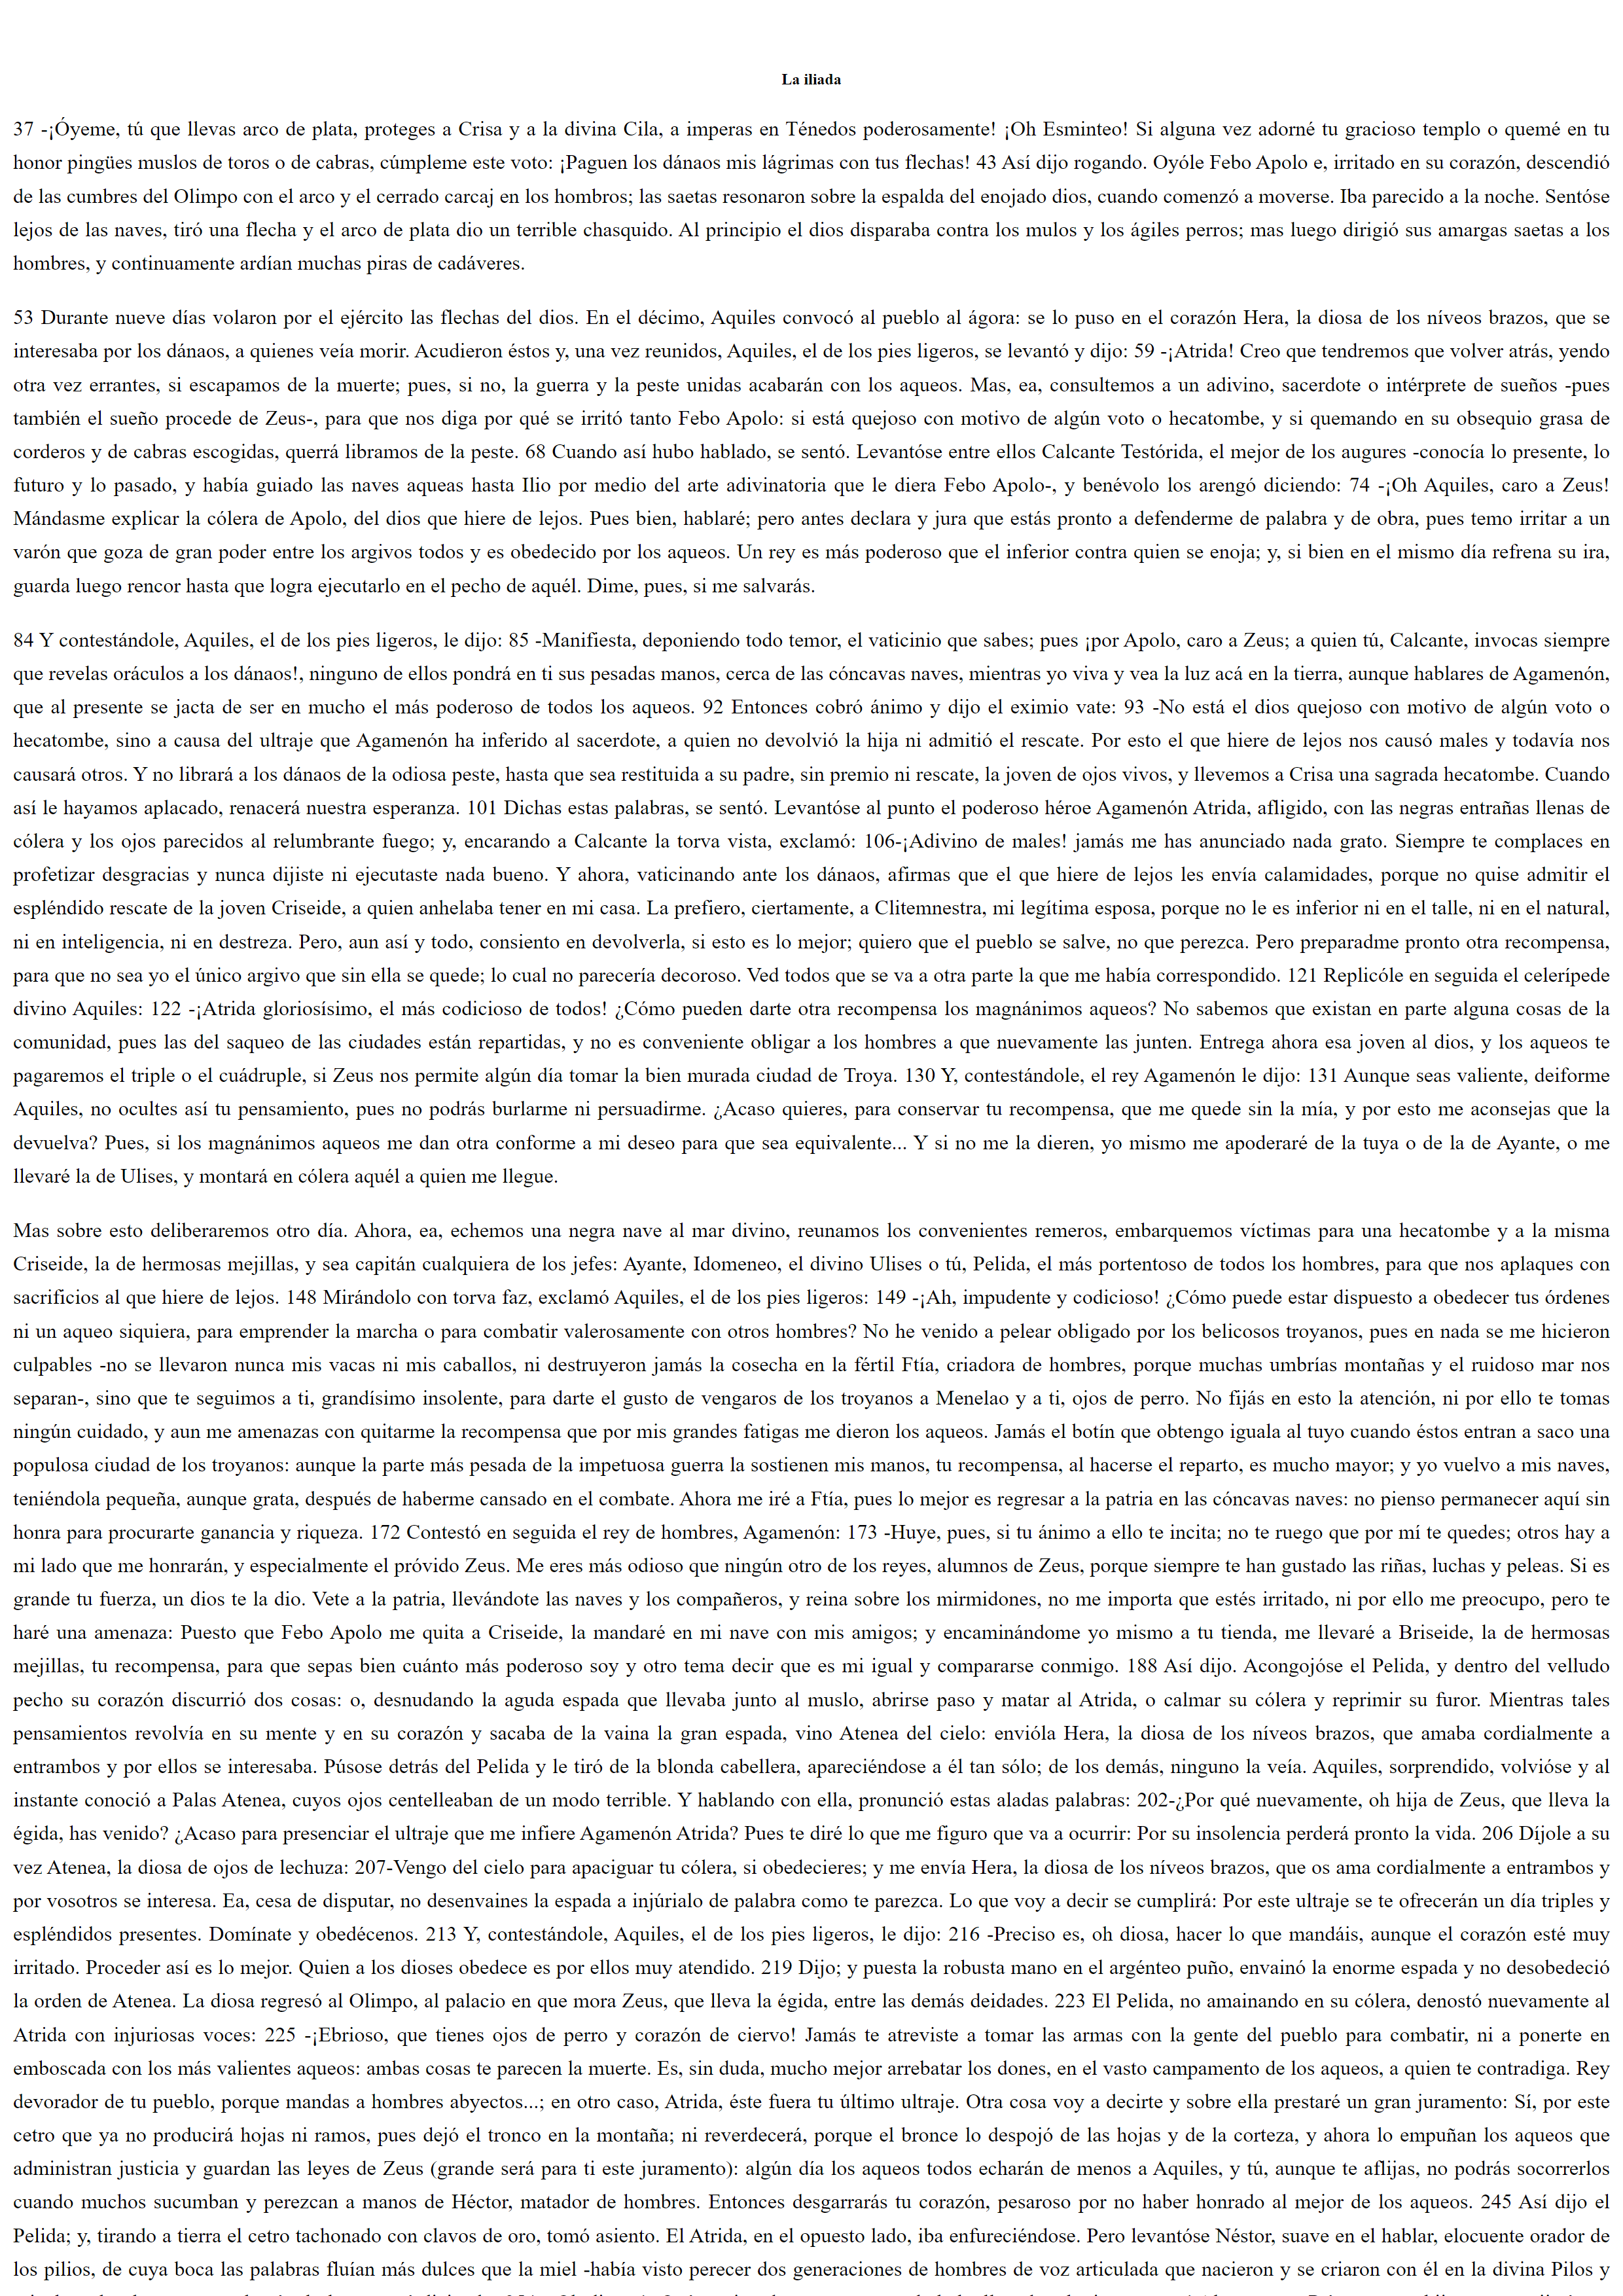 La iliada
37 -¡Óyeme, tú que llevas arco de plata, proteges a Crisa y a la divina Cila, a imperas en Ténedos poderosamente! ¡Oh Esminteo! Si alguna vez adorné tu gracioso templo o quemé en tu
honor pingües muslos de toros o de cabras, cúmpleme este voto: ¡Paguen los dánaos mis lágrimas con tus flechas! 43 Así dijo rogando. Oyóle Febo Apolo e, irritado en su corazón, descendió
de las cumbres del Olimpo con el arco y el cerrado carcaj en los hombros; las saetas resonaron sobre la espalda del enojado dios, cuando comenzó a moverse. Iba parecido a la noche. Sentóse
lejos de las naves, tiró una flecha y el arco de plata dio un terrible chasquido. Al principio el dios disparaba contra los mulos y los ágiles perros; mas luego dirigió sus amargas saetas a los
hombres, y continuamente ardían muchas piras de cadáveres.
53 Durante nueve días volaron por el ejército las flechas del dios. En el décimo, Aquiles convocó al pueblo al ágora: se lo puso en el corazón Hera, la diosa de los níveos brazos, que se
interesaba por los dánaos, a quienes veía morir. Acudieron éstos y, una vez reunidos, Aquiles, el de los pies ligeros, se levantó y dijo: 59 -¡Atrida! Creo que tendremos que volver atrás, yendo
otra vez errantes, si escapamos de la muerte; pues, si no, la guerra y la peste unidas acabarán con los aqueos. Mas, ea, consultemos a un adivino, sacerdote o intérprete de sueños -pues
también el sueño procede de Zeus-, para que nos diga por qué se irritó tanto Febo Apolo: si está quejoso con motivo de algún voto o hecatombe, y si quemando en su obsequio grasa de
corderos y de cabras escogidas, querrá libramos de la peste. 68 Cuando así hubo hablado, se sentó. Levantóse entre ellos Calcante Testórida, el mejor de los augures -conocía lo presente, lo
futuro y lo pasado, y había guiado las naves aqueas hasta Ilio por medio del arte adivinatoria que le diera Febo Apolo-, y benévolo los arengó diciendo: 74 -¡Oh Aquiles, caro a Zeus!
Mándasme explicar la cólera de Apolo, del dios que hiere de lejos. Pues bien, hablaré; pero antes declara y jura que estás pronto a defenderme de palabra y de obra, pues temo irritar a un
varón que goza de gran poder entre los argivos todos y es obedecido por los aqueos. Un rey es más poderoso que el inferior contra quien se enoja; y, si bien en el mismo día refrena su ira,
guarda luego rencor hasta que logra ejecutarlo en el pecho de aquél. Dime, pues, si me salvarás.
84 Y contestándole, Aquiles, el de los pies ligeros, le dijo: 85 -Manifiesta, deponiendo todo temor, el vaticinio que sabes; pues ¡por Apolo, caro a Zeus; a quien tú, Calcante, invocas siempre
que revelas oráculos a los dánaos!, ninguno de ellos pondrá en ti sus pesadas manos, cerca de las cóncavas naves, mientras yo viva y vea la luz acá en la tierra, aunque hablares de Agamenón,
que al presente se jacta de ser en mucho el más poderoso de todos los aqueos. 92 Entonces cobró ánimo y dijo el eximio vate: 93 -No está el dios quejoso con motivo de algún voto o
hecatombe, sino a causa del ultraje que Agamenón ha inferido al sacerdote, a quien no devolvió la hija ni admitió el rescate. Por esto el que hiere de lejos nos causó males y todavía nos
causará otros. Y no librará a los dánaos de la odiosa peste, hasta que sea restituida a su padre, sin premio ni rescate, la joven de ojos vivos, y llevemos a Crisa una sagrada hecatombe. Cuando
así le hayamos aplacado, renacerá nuestra esperanza. 101 Dichas estas palabras, se sentó. Levantóse al punto el poderoso héroe Agamenón Atrida, afligido, con las negras entrañas llenas de
cólera y los ojos parecidos al relumbrante fuego; y, encarando a Calcante la torva vista, exclamó: 106-¡Adivino de males! jamás me has anunciado nada grato. Siempre te complaces en
profetizar desgracias y nunca dijiste ni ejecutaste nada bueno. Y ahora, vaticinando ante los dánaos, afirmas que el que hiere de lejos les envía calamidades, porque no quise admitir el
espléndido rescate de la joven Criseide, a quien anhelaba tener en mi casa. La prefiero, ciertamente, a Clitemnestra, mi legítima esposa, porque no le es inferior ni en el talle, ni en el natural,
ni en inteligencia, ni en destreza. Pero, aun así y todo, consiento en devolverla, si esto es lo mejor; quiero que el pueblo se salve, no que perezca. Pero preparadme pronto otra recompensa,
para que no sea yo el único argivo que sin ella se quede; lo cual no parecería decoroso. Ved todos que se va a otra parte la que me había correspondido. 121 Replicóle en seguida el celerípede
divino Aquiles: 122 -¡Atrida gloriosísimo, el más codicioso de todos! ¿Cómo pueden darte otra recompensa los magnánimos aqueos? No sabemos que existan en parte alguna cosas de la
comunidad, pues las del saqueo de las ciudades están repartidas, y no es conveniente obligar a los hombres a que nuevamente las junten. Entrega ahora esa joven al dios, y los aqueos te
pagaremos el triple o el cuádruple, si Zeus nos permite algún día tomar la bien murada ciudad de Troya. 130 Y, contestándole, el rey Agamenón le dijo: 131 Aunque seas valiente, deiforme
Aquiles, no ocultes así tu pensamiento, pues no podrás burlarme ni persuadirme. ¿Acaso quieres, para conservar tu recompensa, que me quede sin la mía, y por esto me aconsejas que la
devuelva? Pues, si los magnánimos aqueos me dan otra conforme a mi deseo para que sea equivalente... Y si no me la dieren, yo mismo me apoderaré de la tuya o de la de Ayante, o me
llevaré la de Ulises, y montará en cólera aquél a quien me llegue.
Mas sobre esto deliberaremos otro día. Ahora, ea, echemos una negra nave al mar divino, reunamos los convenientes remeros, embarquemos víctimas para una hecatombe y a la misma
Criseide, la de hermosas mejillas, y sea capitán cualquiera de los jefes: Ayante, Idomeneo, el divino Ulises o tú, Pelida, el más portentoso de todos los hombres, para que nos aplaques con
sacrificios al que hiere de lejos. 148 Mirándolo con torva faz, exclamó Aquiles, el de los pies ligeros: 149 -¡Ah, impudente y codicioso! ¿Cómo puede estar dispuesto a obedecer tus órdenes
ni un aqueo siquiera, para emprender la marcha o para combatir valerosamente con otros hombres? No he venido a pelear obligado por los belicosos troyanos, pues en nada se me hicieron
culpables -no se llevaron nunca mis vacas ni mis caballos, ni destruyeron jamás la cosecha en la fértil Ftía, criadora de hombres, porque muchas umbrías montañas y el ruidoso mar nos
separan-, sino que te seguimos a ti, grandísimo insolente, para darte el gusto de vengaros de los troyanos a Menelao y a ti, ojos de perro. No fijás en esto la atención, ni por ello te tomas
ningún cuidado, y aun me amenazas con quitarme la recompensa que por mis grandes fatigas me dieron los aqueos. Jamás el botín que obtengo iguala al tuyo cuando éstos entran a saco una
populosa ciudad de los troyanos: aunque la parte más pesada de la impetuosa guerra la sostienen mis manos, tu recompensa, al hacerse el reparto, es mucho mayor; y yo vuelvo a mis naves,
teniéndola pequeña, aunque grata, después de haberme cansado en el combate. Ahora me iré a Ftía, pues lo mejor es regresar a la patria en las cóncavas naves: no pienso permanecer aquí sin
honra para procurarte ganancia y riqueza. 172 Contestó en seguida el rey de hombres, Agamenón: 173 -Huye, pues, si tu ánimo a ello te incita; no te ruego que por mí te quedes; otros hay a
mi lado que me honrarán, y especialmente el próvido Zeus. Me eres más odioso que ningún otro de los reyes, alumnos de Zeus, porque siempre te han gustado las riñas, luchas y peleas. Si es
grande tu fuerza, un dios te la dio. Vete a la patria, llevándote las naves y los compañeros, y reina sobre los mirmidones, no me importa que estés irritado, ni por ello me preocupo, pero te
haré una amenaza: Puesto que Febo Apolo me quita a Criseide, la mandaré en mi nave con mis amigos; y encaminándome yo mismo a tu tienda, me llevaré a Briseide, la de hermosas
mejillas, tu recompensa, para que sepas bien cuánto más poderoso soy y otro tema decir que es mi igual y compararse conmigo. 188 Así dijo. Acongojóse el Pelida, y dentro del velludo
pecho su corazón discurrió dos cosas: o, desnudando la aguda espada que llevaba junto al muslo, abrirse paso y matar al Atrida, o calmar su cólera y reprimir su furor. Mientras tales
pensamientos revolvía en su mente y en su corazón y sacaba de la vaina la gran espada, vino Atenea del cielo: envióla Hera, la diosa de los níveos brazos, que amaba cordialmente a
entrambos y por ellos se interesaba. Púsose detrás del Pelida y le tiró de la blonda cabellera, apareciéndose a él tan sólo; de los demás, ninguno la veía. Aquiles, sorprendido, volvióse y al
instante conoció a Palas Atenea, cuyos ojos centelleaban de un modo terrible. Y hablando con ella, pronunció estas aladas palabras: 202-¿Por qué nuevamente, oh hija de Zeus, que lleva la
égida, has venido? ¿Acaso para presenciar el ultraje que me infiere Agamenón Atrida? Pues te diré lo que me figuro que va a ocurrir: Por su insolencia perderá pronto la vida. 206 Díjole a su
vez Atenea, la diosa de ojos de lechuza: 207-Vengo del cielo para apaciguar tu cólera, si obedecieres; y me envía Hera, la diosa de los níveos brazos, que os ama cordialmente a entrambos y
por vosotros se interesa. Ea, cesa de disputar, no desenvaines la espada a injúrialo de palabra como te parezca. Lo que voy a decir se cumplirá: Por este ultraje se te ofrecerán un día triples y
espléndidos presentes. Domínate y obedécenos. 213 Y, contestándole, Aquiles, el de los pies ligeros, le dijo: 216 -Preciso es, oh diosa, hacer lo que mandáis, aunque el corazón esté muy
irritado. Proceder así es lo mejor. Quien a los dioses obedece es por ellos muy atendido. 219 Dijo; y puesta la robusta mano en el argénteo puño, envainó la enorme espada y no desobedeció
la orden de Atenea. La diosa regresó al Olimpo, al palacio en que mora Zeus, que lleva la égida, entre las demás deidades. 223 El Pelida, no amainando en su cólera, denostó nuevamente al
Atrida con injuriosas voces: 225 -¡Ebrioso, que tienes ojos de perro y corazón de ciervo! Jamás te atreviste a tomar las armas con la gente del pueblo para combatir, ni a ponerte en
emboscada con los más valientes aqueos: ambas cosas te parecen la muerte. Es, sin duda, mucho mejor arrebatar los dones, en el vasto campamento de los aqueos, a quien te contradiga. Rey
devorador de tu pueblo, porque mandas a hombres abyectos...; en otro caso, Atrida, éste fuera tu último ultraje. Otra cosa voy a decirte y sobre ella prestaré un gran juramento: Sí, por este
cetro que ya no producirá hojas ni ramos, pues dejó el tronco en la montaña; ni reverdecerá, porque el bronce lo despojó de las hojas y de la corteza, y ahora lo empuñan los aqueos que
administran justicia y guardan las leyes de Zeus (grande será para ti este juramento): algún día los aqueos todos echarán de menos a Aquiles, y tú, aunque te aflijas, no podrás socorrerlos
cuando muchos sucumban y perezcan a manos de Héctor, matador de hombres. Entonces desgarrarás tu corazón, pesaroso por no haber honrado al mejor de los aqueos. 245 Así dijo el
Pelida; y, tirando a tierra el cetro tachonado con clavos de oro, tomó asiento. El Atrida, en el opuesto lado, iba enfureciéndose. Pero levantóse Néstor, suave en el hablar, elocuente orador de
los pilios, de cuya boca las palabras fluían más dulces que la miel -había visto perecer dos generaciones de hombres de voz articulada que nacieron y se criaron con él en la divina Pilos y